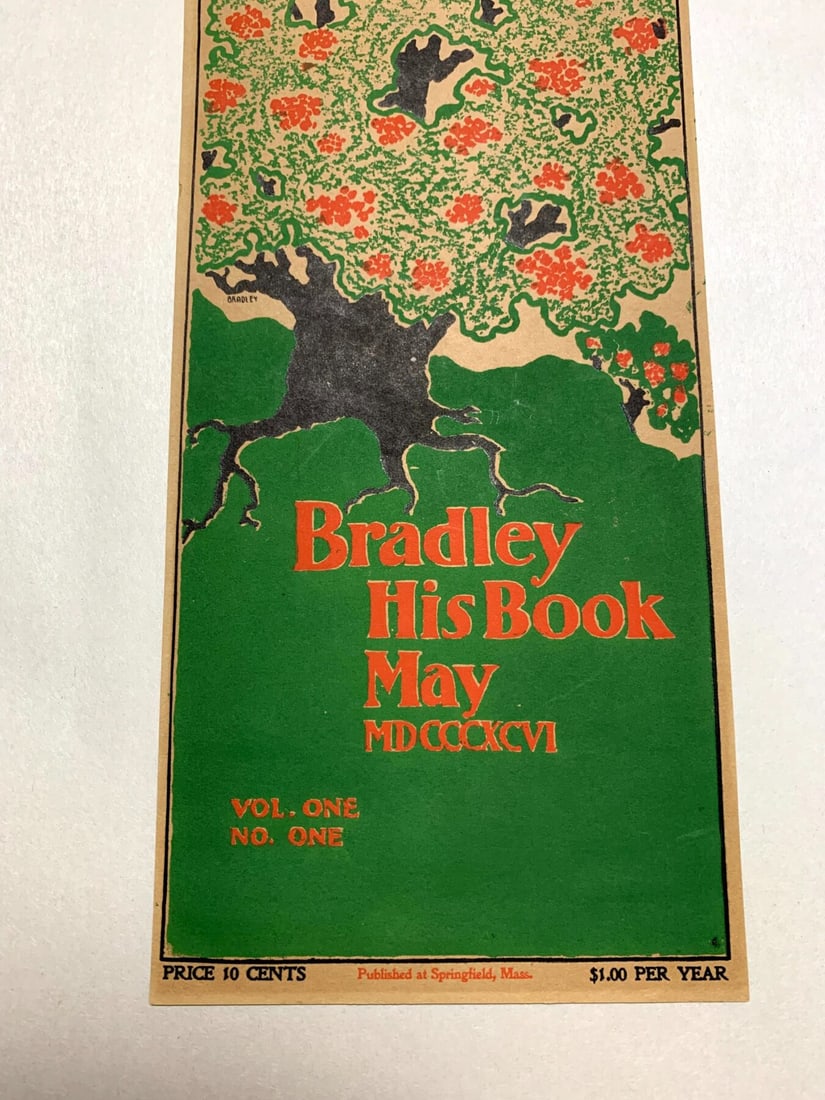 BRADLEY
Bradley
His Book
May
MDCCCXCVI
VOL. ONE
NO. ONE
PRICE 10 CENTS Published at Springfield, Mass. $1.00 PER YEAR